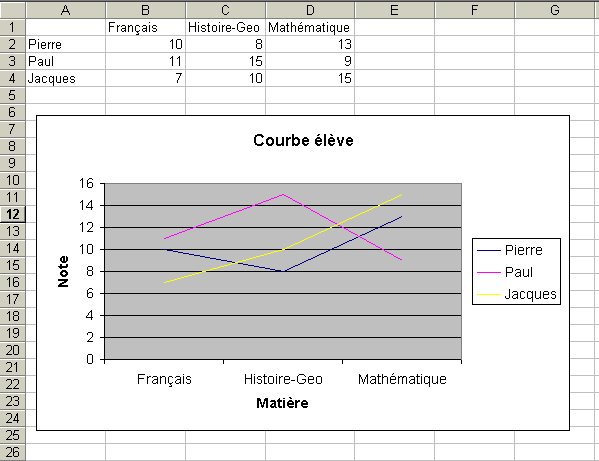 A B C D E F G
1 Français Histoire-Geo Mathématique
2 Pierre 10 8 13
3 Paul 11 15 9
4 Jacques 7 10 15
5
6
7
8 Courbe élève
9
10
11
12
13
14
15
16
17
18
19
20
21
22
23
24
25
26
16
14
12
10
8
6
4
2
0
Note
Français Histoire-Geo Mathématique
Matière
Pierre
Paul
Jacques